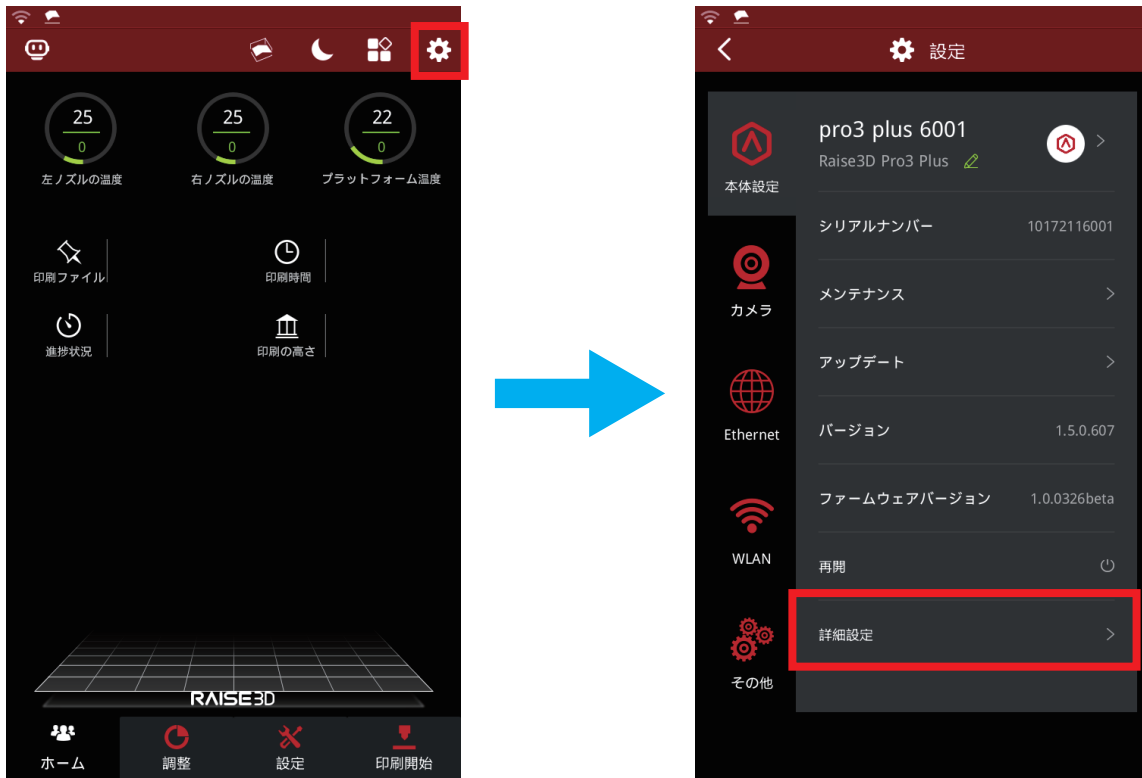 25
0
左ノズルの温度
25
0
右ノズルの温度
22
0
プラットフォーム温度
印刷ファイル
印刷時間
進捗状況
印刷の高さ
RAISE3D
ホーム
調整
設定
印刷開始
設定
本体設定
カメラ
Ethernet
WLAN
その他
pro3 plus 6001
Raise3D Pro3 Plus
シリアルナンバー 10172116001
メンテナンス
アップデート
バージョン 1.5.0.607
ファームウェアバージョン 1.0.0326beta
再開
詳細設定